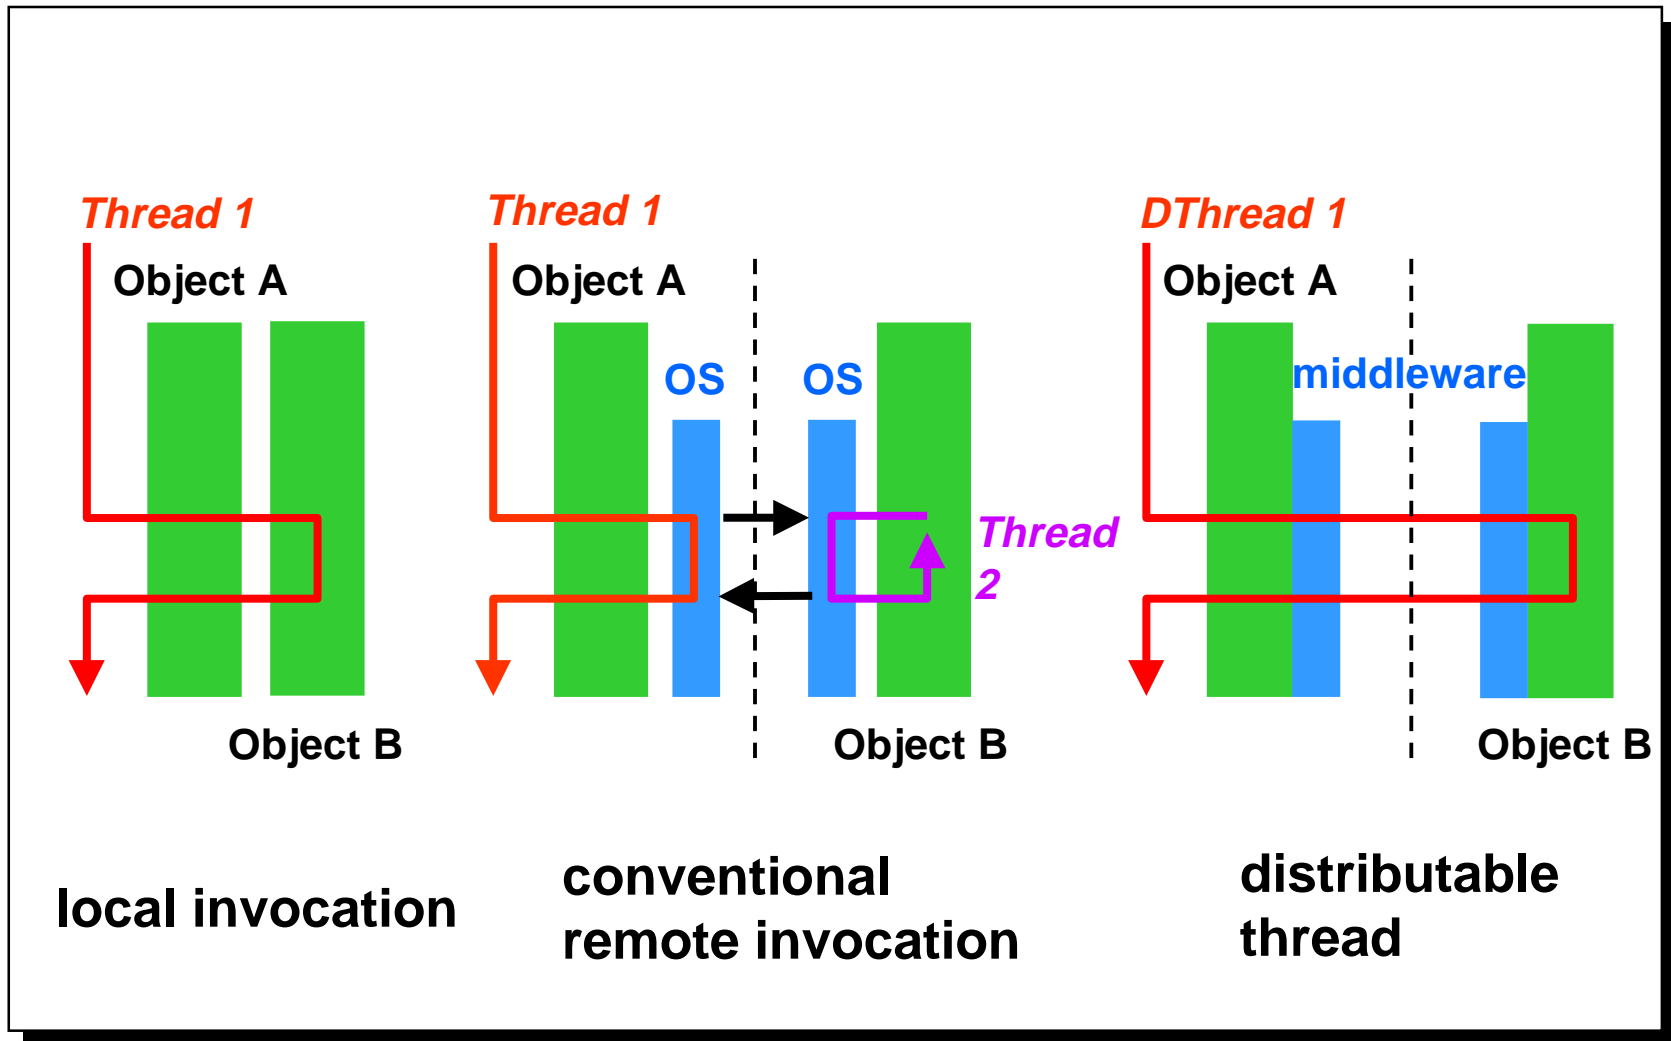 Thread 1
Object A
Object B
local invocation
Thread 1
Object A
OS
OS
Thread
2
Object B
conventional
remote invocation
DThread 1
Object A
middleware
Object B
distributable
thread